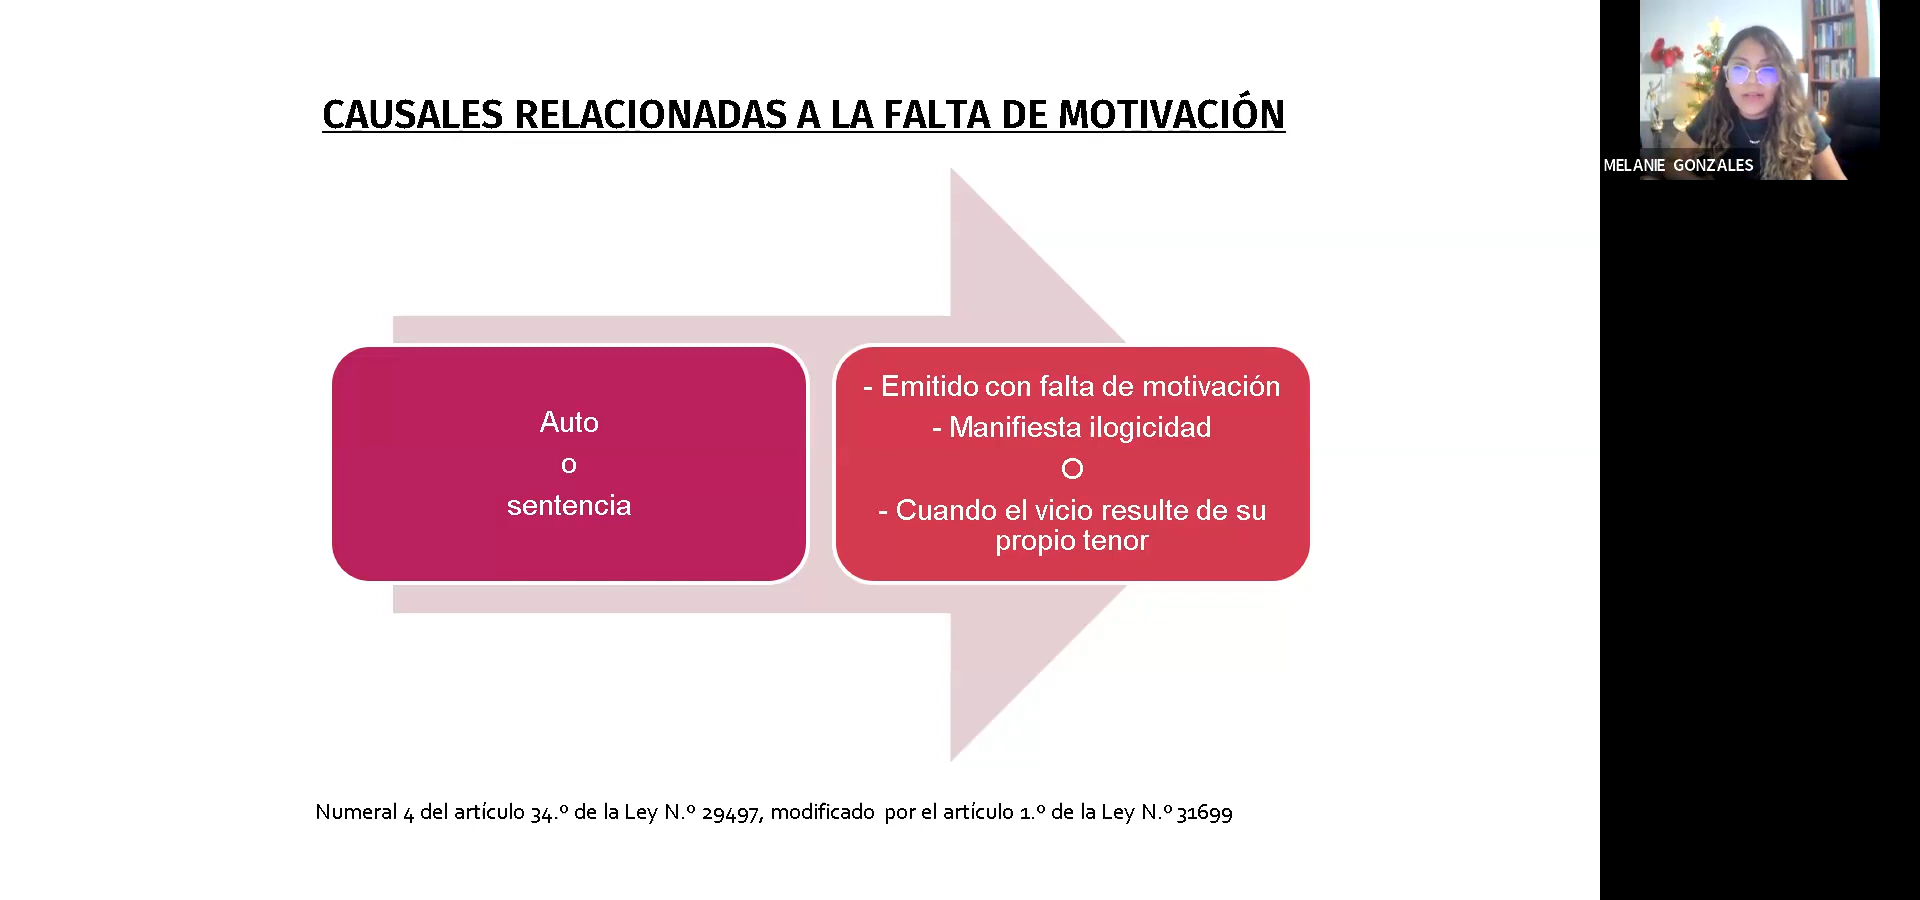 CAUSALES RELACIONADAS A LA FALTA DE MOTIVACIÓN
Auto
o
sentencia
- Emitido con falta de motivación
- Manifiesta ilogicidad
O
- Cuando el vicio resulte de su
propio tenor
Numeral 4 del artículo 34.º de la Ley N.º 29497, modificado por el artículo 1.º de la Ley N.º 31699
MELANIE GONZALES